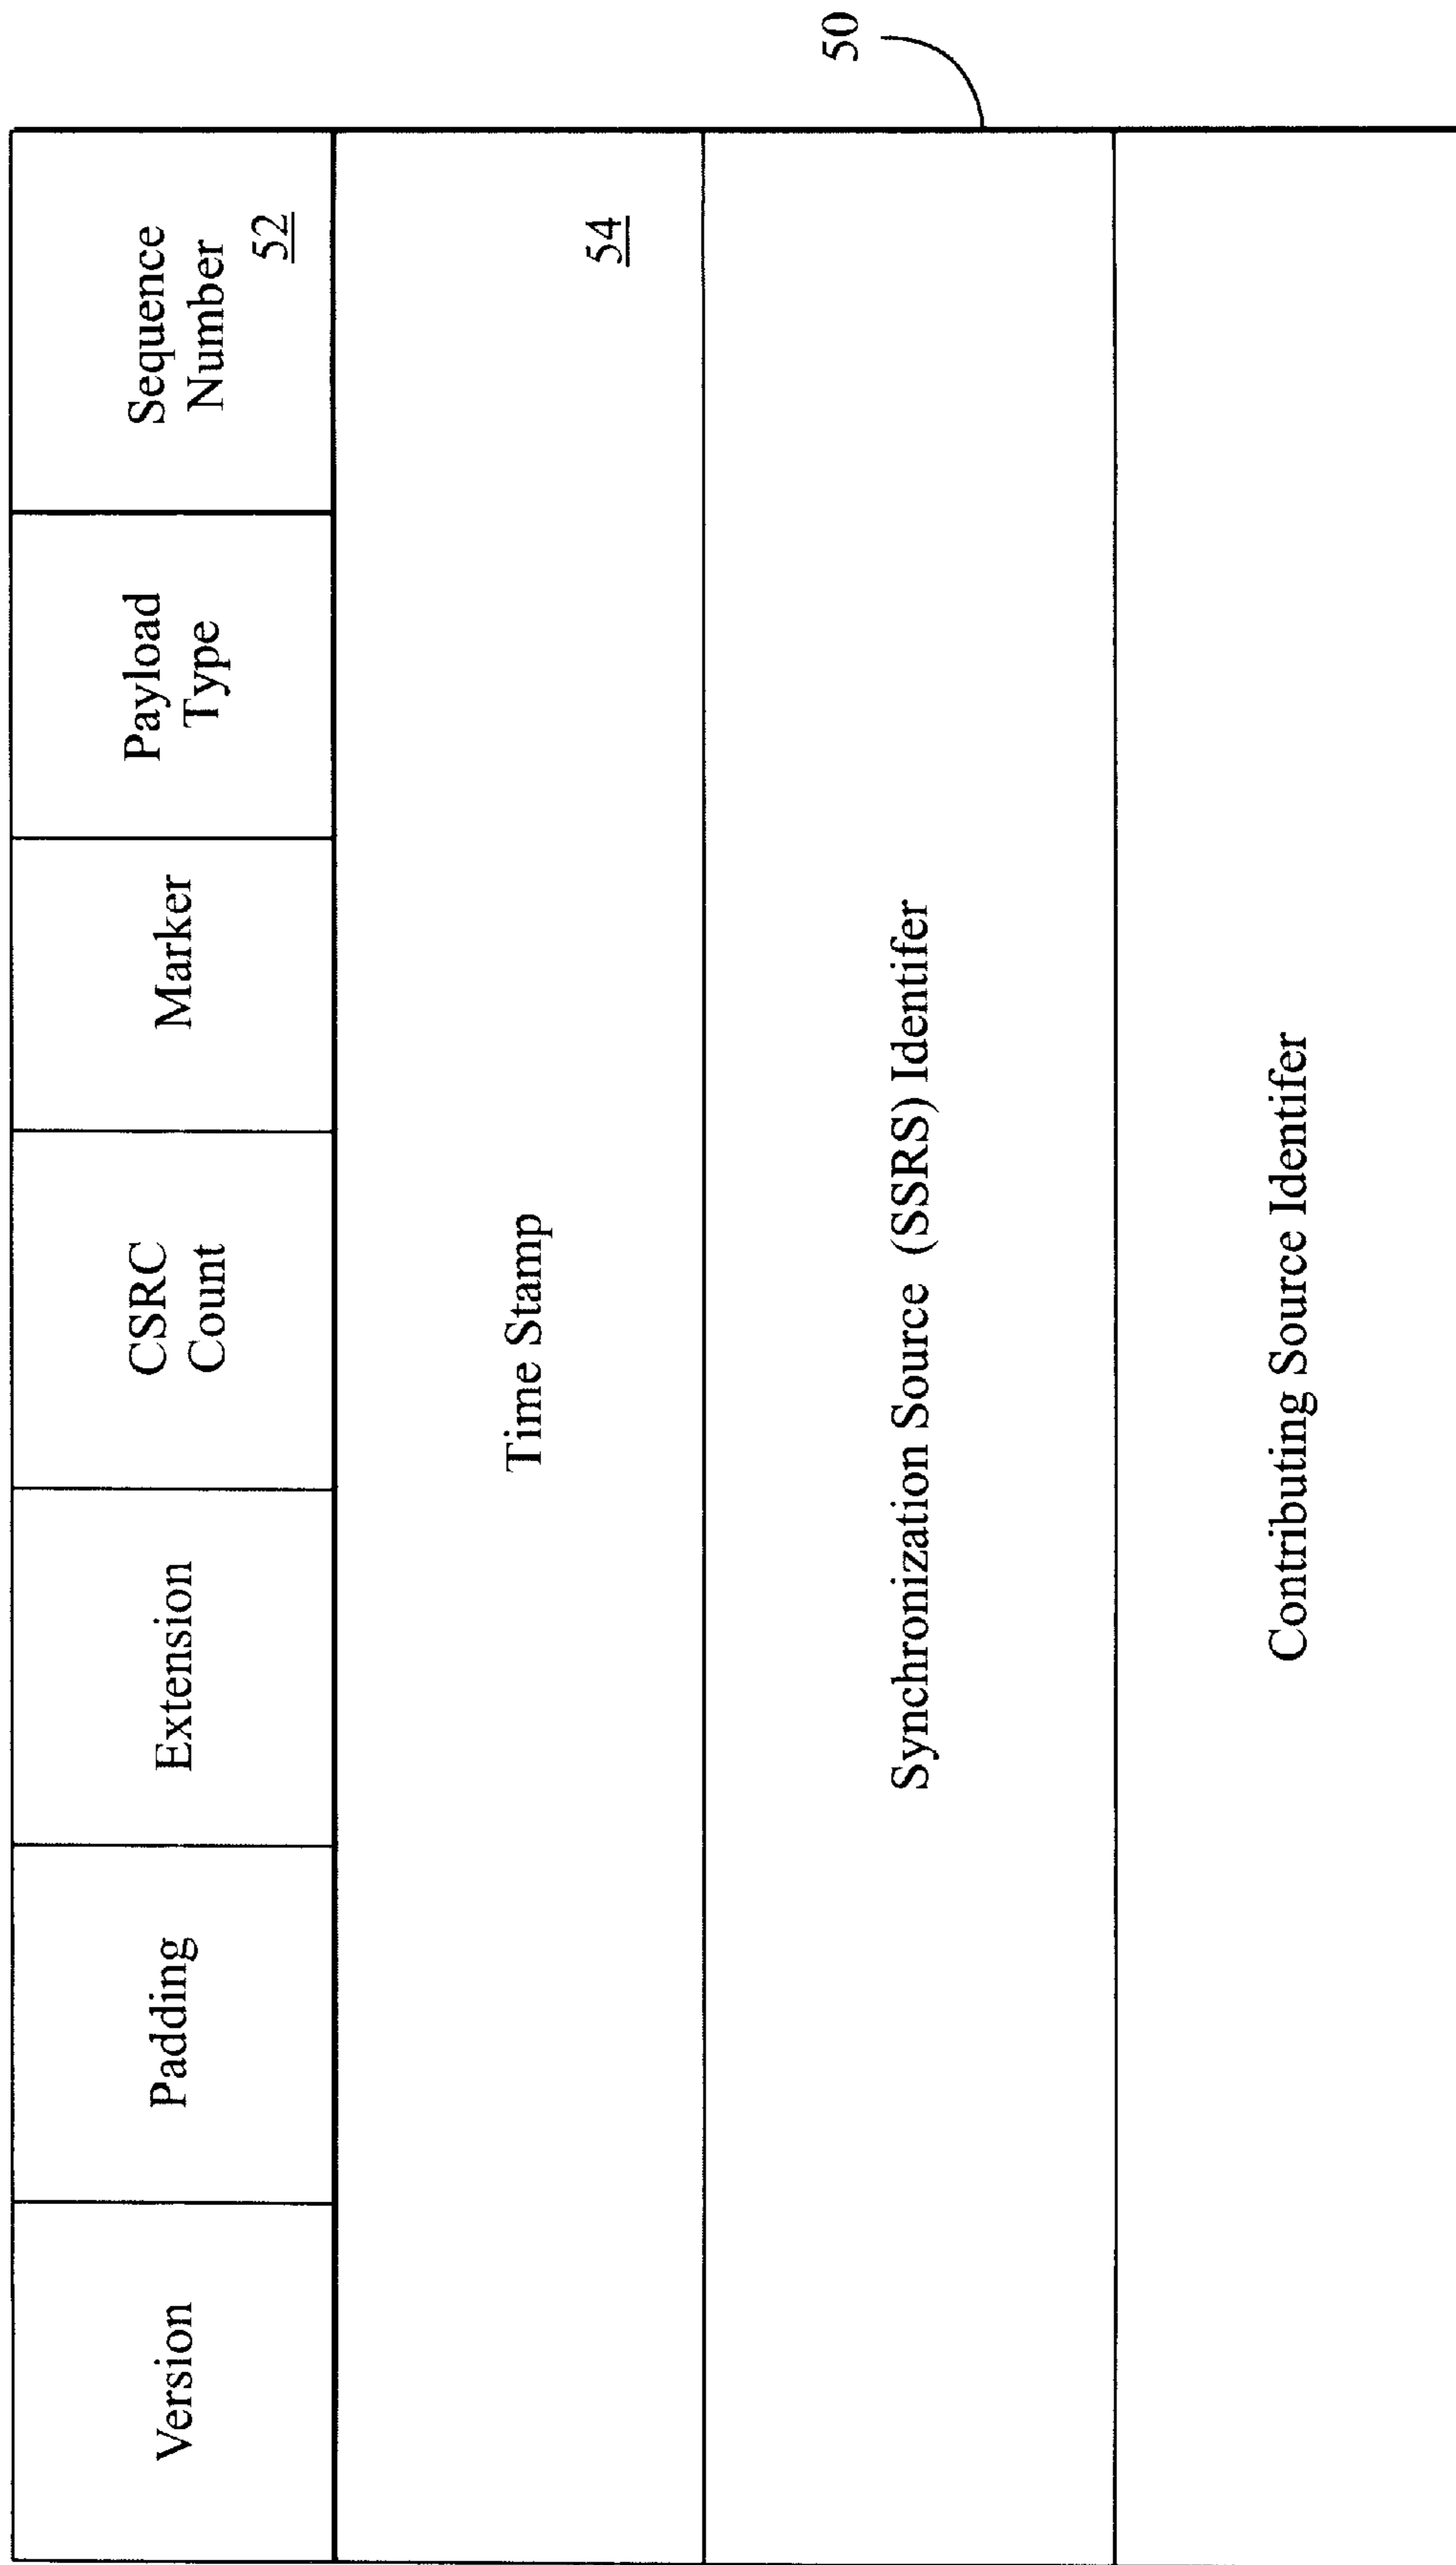 Version
Padding
Extension
CSRC
Count
Marker
Payload
Type
Sequence
Number
52
Time Stamp
54
Synchronization Source (SSRS) Identifer
50
Contributing Source Identifer